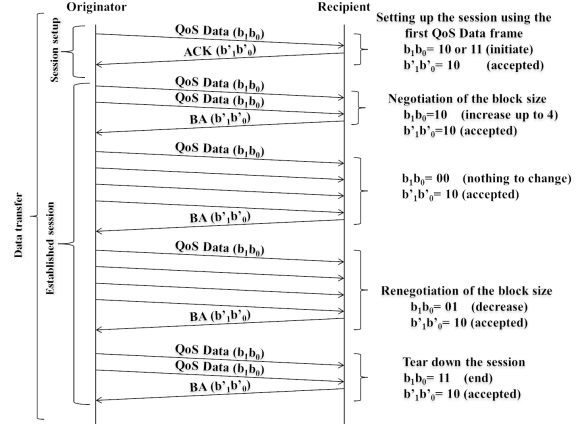 Originator
Recipient
Data transfer
Session setup
Established session
QoS Data (b₁b₀)
ACK (b'₁b'₀)
Setting up the session using the
first QoS Data frame
b₁b₀= 10 or 11 (initiate)
b'₁b'₀= 10 (accepted)
QoS Data (b₁b₀)
QoS Data (b₁b₀)
BA (b'₁b'₀)
Negotiation of the block size
b₁b₀=10 (increase up to 4)
b'₁b'₀=10 (accepted)
QoS Data (b₁b₀)
BA (b'₁b'₀)
b₁b₀= 00 (nothing to change)
b'₁b'₀= 10 (accepted)
QoS Data (b₁b₀)
BA (b'₁b'₀)
Renegotiation of the block size
b₁b₀= 01 (decrease)
b'₁b'₀= 10 (accepted)
QoS Data (b₁b₀)
QoS Data (b₁b₀)
BA (b'₁b'₀)
Tear down the session
b₁b₀= 11 (end)
b'₁b'₀= 10 (accepted)